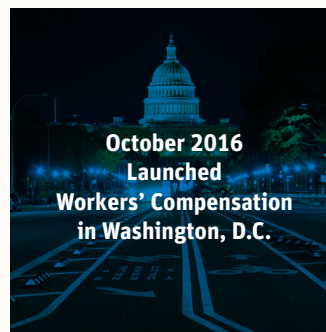 October 2016
Launched
Workers’ Compensation
in Washington, D.C.